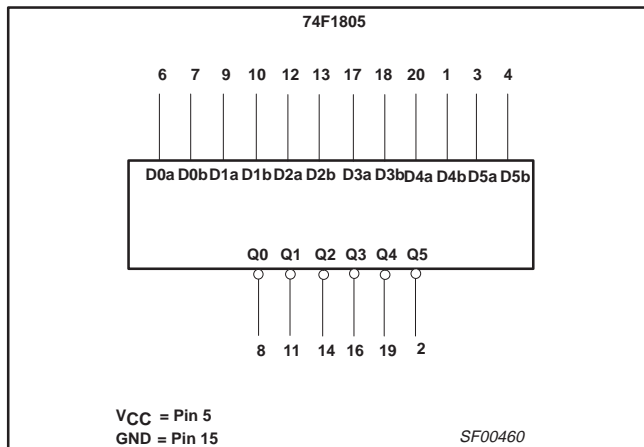 74F1805
6 7 9 10 12 13 17 18 20 1 3 4
D0a D0b D1a D1b D2a D2b D3a D3b D4a D4b D5a D5b
Q0 Q1 Q2 Q3 Q4 Q5
8 11 14 16 19 2
VCC = Pin 5
GND = Pin 15
SF00460